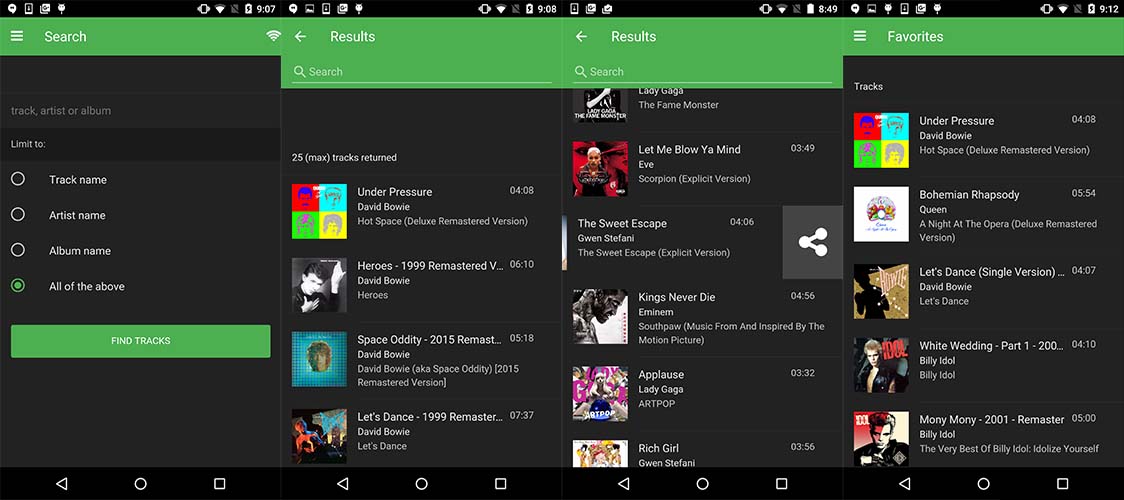 9:07
Search
track, artist or album
Limit to:
Track name
Artist name
Album name
All of the above
FIND TRACKS
9:08
Results
Search
25 (max) tracks returned
Under Pressure 04:08
David Bowie
Hot Space (Deluxe Remastered Version)
Heroes - 1999 Remastered V... 06:10
David Bowie
Heroes
Space Oddity - 2015 Remast... 05:18
David Bowie
David Bowie (aka Space Oddity) [2015
Remastered Version]
Let's Dance - 1999 Remaster... 07:37
David Bowie
Let's Dance
8:49
Results
Search
Lady Gaga
The Fame Monster
LADY GAGA
THE FAME MONSTER
Let Me Blow Ya Mind 03:49
Eve
Scorpion (Explicit Version)
The Sweet Escape 04:06
Gwen Stefani
The Sweet Escape (Explicit Version)
Kings Never Die 04:56
Eminem
Southpaw (Music From And Inspired By The
Motion Picture)
Applause 03:32
Lady Gaga
ARTPOP
GAGA
ARTPOP
Rich Girl 03:56
Gwen Stefani
9:12
Favorites
Tracks
Under Pressure 04:08
David Bowie
Hot Space (Deluxe Remastered Version)
Bohemian Rhapsody 05:54
Queen
A Night At The Opera (Deluxe Remastered
Version)
Let's Dance (Single Version) ... 04:07
David Bowie
Let's Dance
BOWIE
White Wedding - Part 1 - 200... 04:10
Billy Idol
Billy Idol
IDOL
Mony Mony - 2001 - Remaster 05:00
Billy Idol
The Very Best Of Billy Idol: Idolize Yourself
IDOL